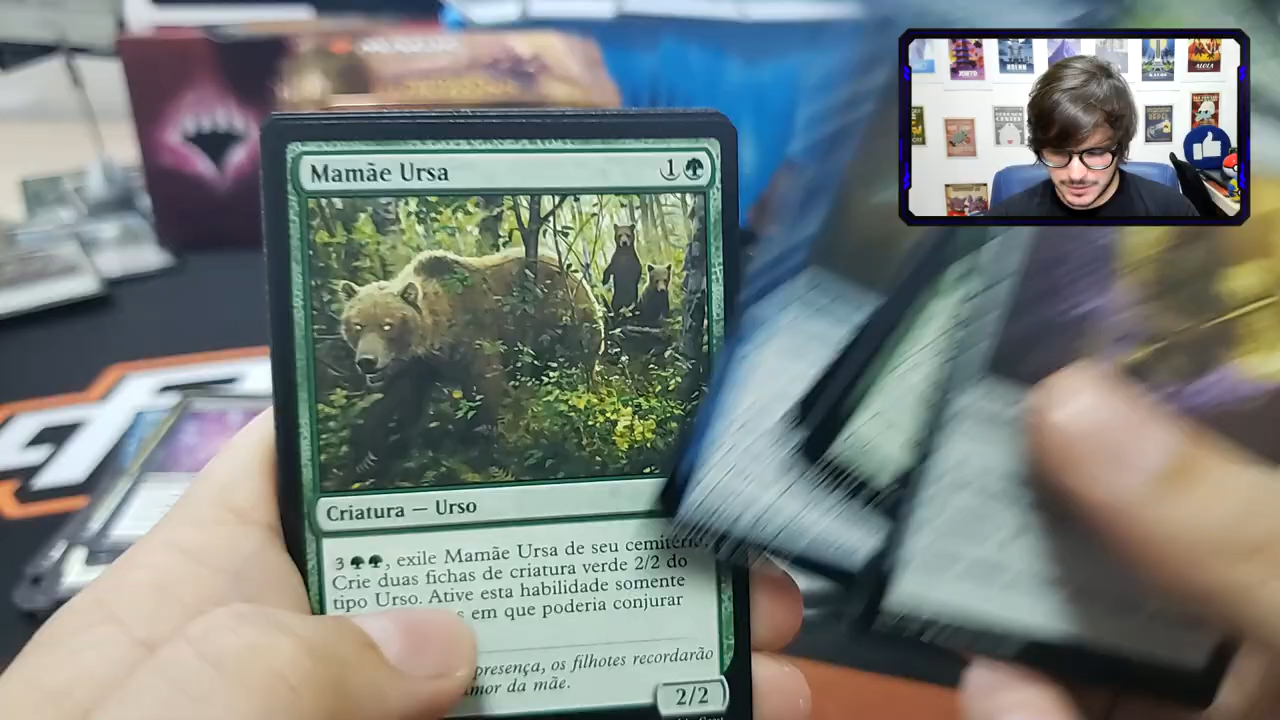 Mamãe Ursa
1
Criatura — Urso
3 , exile Mamãe Ursa de seu cemitério.
Crie duas fichas de criatura verde 2/2 do
tipo Urso. Ative esta habilidade somente
em que poderia conjurar
presença, os filhotes recordarão
da mãe.
2/2
ALOLA